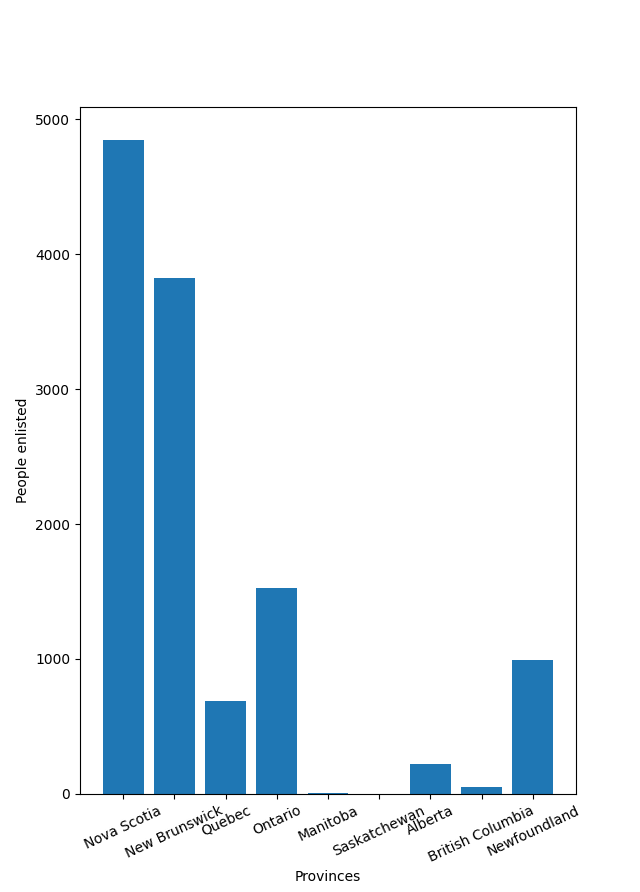 5000
4000
3000
2000
1000
0
People enlisted
Nova Scotia
New Brunswick
Quebec
Ontario
Manitoba
Saskatchewan
Alberta
British Columbia
Newfoundland
Provinces